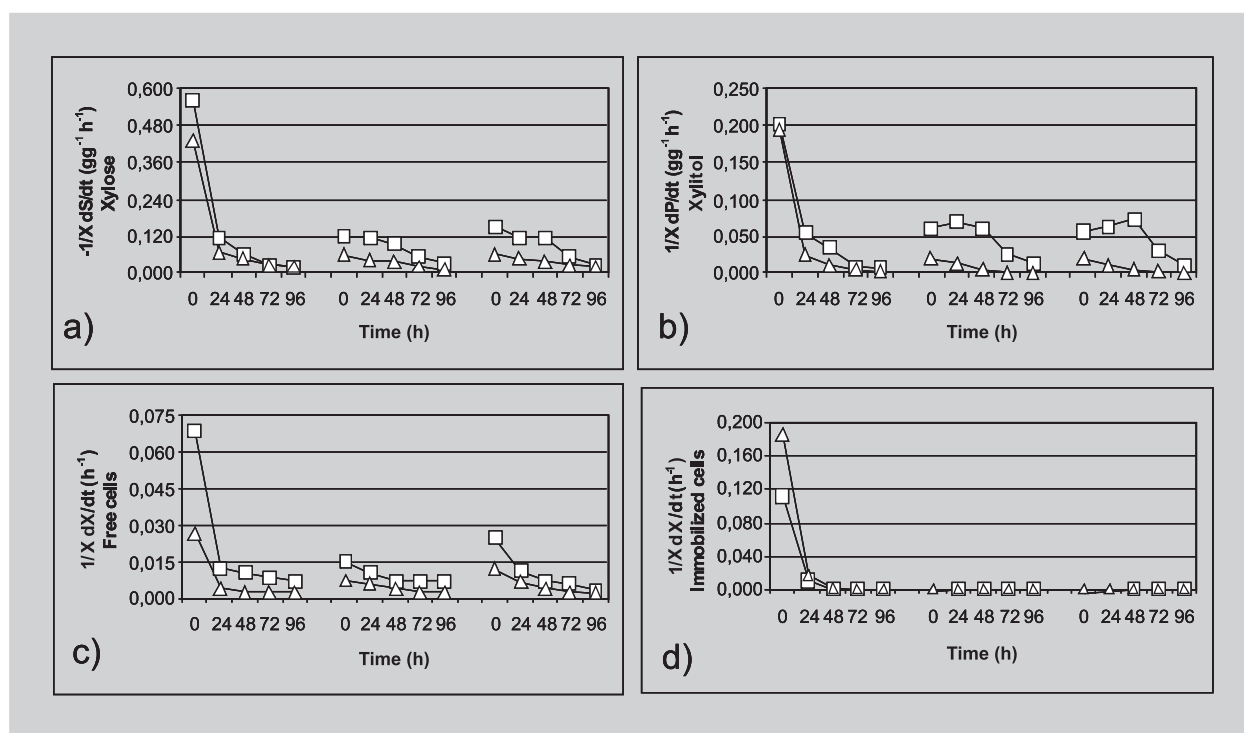 -1/X dS/dt (gg⁻¹ h⁻¹)
Xylose
0,600
0,480
0,360
0,240
0,120
0,000
0 24 48 72 96 0 24 48 72 96 0 24 48 72 96
Time (h)
a)
1/X dP/dt (gg⁻¹ h⁻¹)
Xylitol
0,250
0,200
0,150
0,100
0,050
0,000
0 24 48 72 96 0 24 48 72 96 0 24 48 72 96
Time (h)
b)
1/X dX/dt (h⁻¹)
Free cells
0,075
0,060
0,045
0,030
0,015
0,000
0 24 48 72 96 0 24 48 72 96 0 24 48 72 96
Time (h)
c)
1/X dX/dt (h⁻¹)
Immobilized cells
0,200
0,160
0,120
0,080
0,040
0,000
0 24 48 72 96 0 24 48 72 96 0 24 48 72 96
Time (h)
d)